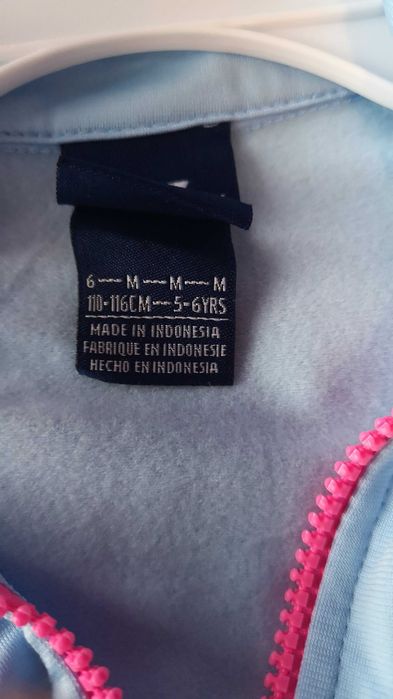 6 — M — M — M
110-116CM — 5-6YRS
MADE IN INDONESIA
FABRIQUE EN INDONESIE
HECHO EN INDONESIA